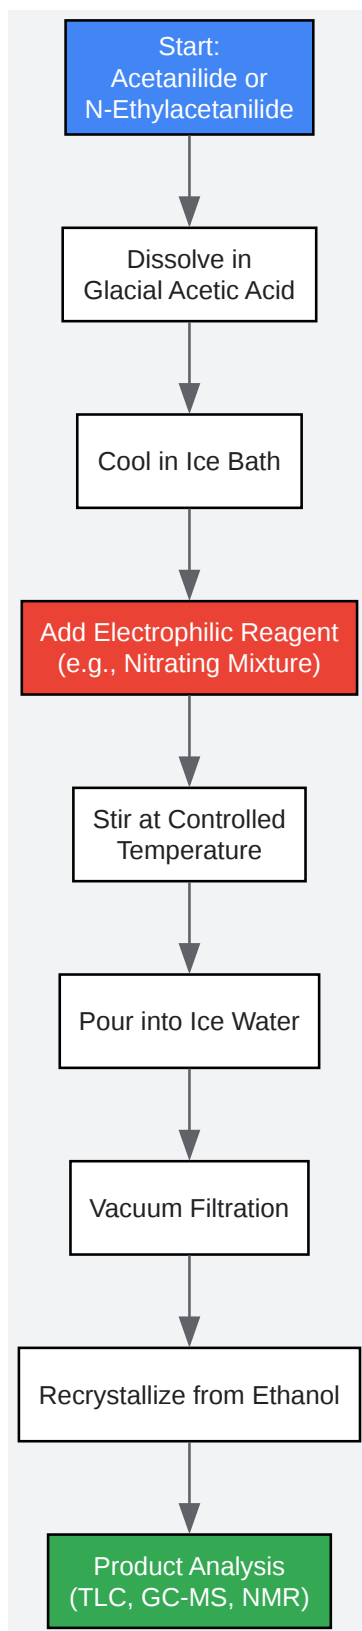 Start:
Acetanilide or
N-Ethylacetanilide
Dissolve in
Glacial Acetic Acid
Cool in Ice Bath
Add Electrophilic Reagent
(e.g., Nitrating Mixture)
Stir at Controlled
Temperature
Pour into Ice Water
Vacuum Filtration
Recrystallize from Ethanol
Product Analysis
(TLC, GC-MS, NMR)